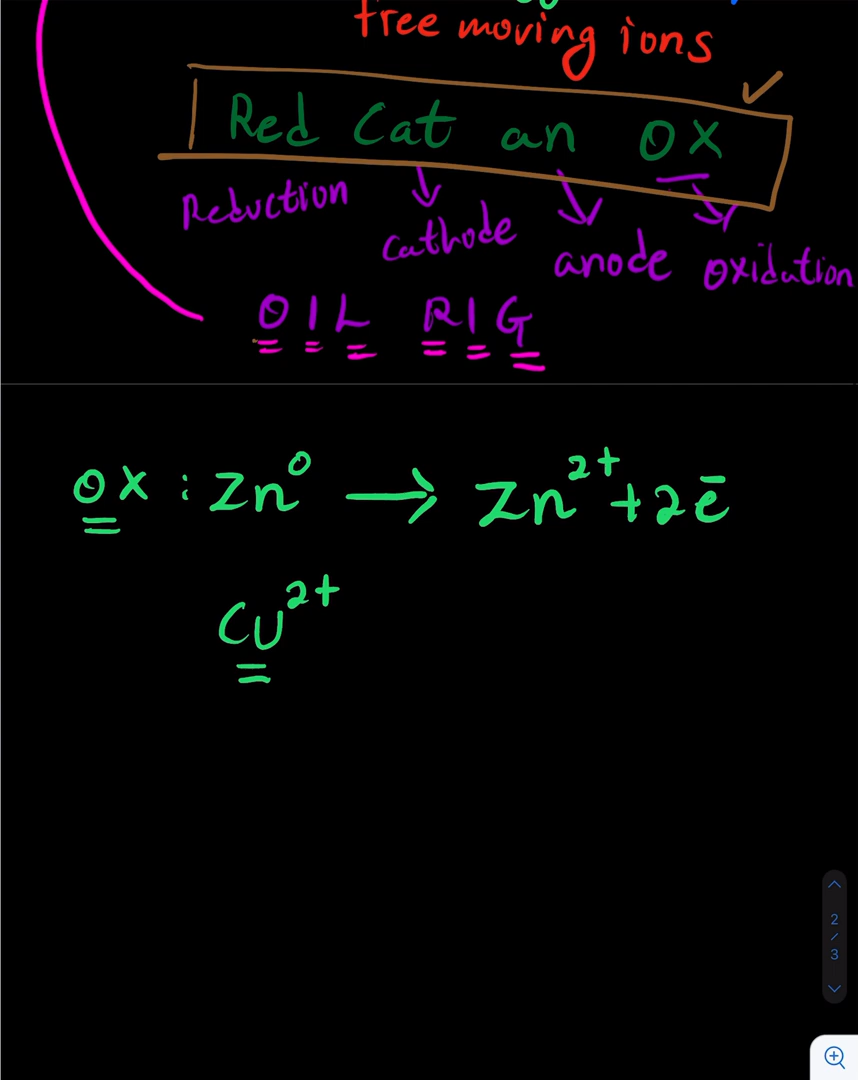 free moving ions
Red Cat an OX
Reduction cathode anode oxidation
OIL RIG
OX : Zn⁰ → Zn²⁺ + 2ē
Cu²⁺
2 / 3